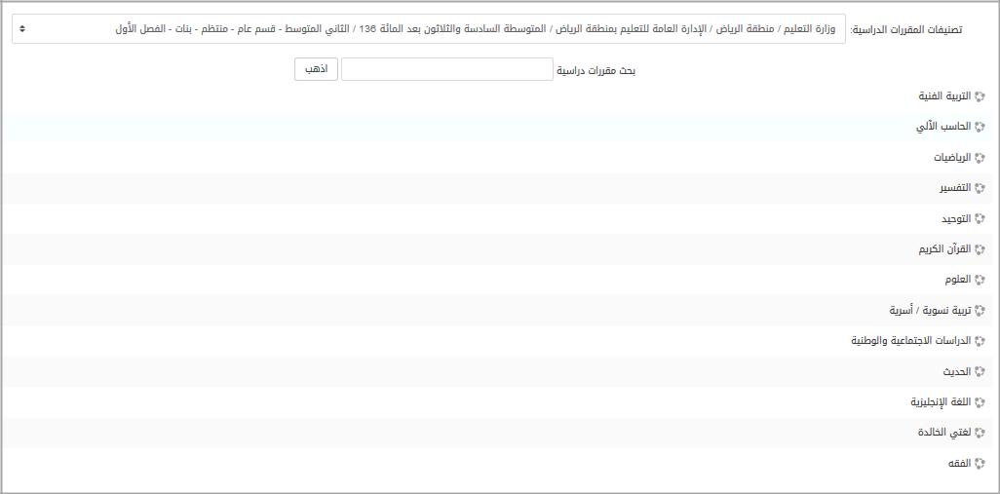 تصنيفات المقررات الدراسية: وزارة التعليم / منطقة الرياض / الإدارة العامة للتعليم بمنطقة الرياض / المتوسطة السادسة والثلاثون بعد المائة 136 / الثاني المتوسط - قسم عام - منتظم - بنات - الفصل الأول
بحث مقررات دراسية اذهب
التربية الفنية
الحاسب الآلي
الرياضيات
التفسير
التوحيد
القرآن الكريم
العلوم
تربية نسوية / أسرية
الدراسات الاجتماعية والوطنية
الحديث
اللغة الإنجليزية
لغتي الخالدة
الفقه